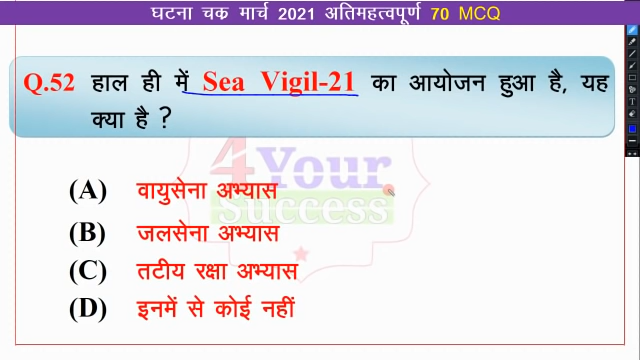 घटना चक मार्च 2021 अतिमहत्वपूर्ण 70 MCQ
Q.52 हाल ही में Sea Vigil-21 का आयोजन हुआ है, यह
क्या है ?
4Your
Success
(A) वायुसेना अभ्यास
(B) जलसेना अभ्यास
(C) तटीय रक्षा अभ्यास
(D) इनमें से कोई नहीं